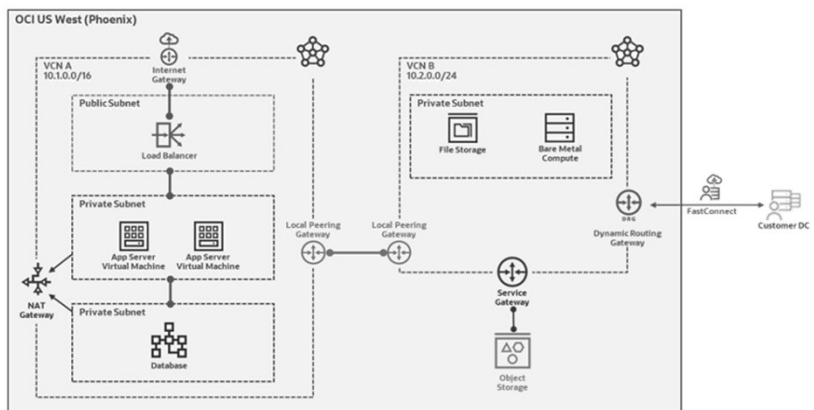 OCI US West (Phoenix)
VCN A
10.1.0.0/16
Internet
Gateway
Public Subnet
Load Balancer
Private Subnet
App Server
Virtual Machine
App Server
Virtual Machine
NAT
Gateway
Private Subnet
Database
Local Peering
Gateway
Local Peering
Gateway
VCN B
10.2.0.0/24
Private Subnet
File Storage
Bare Metal
Compute
DRG
Dynamic Routing
Gateway
FastConnect
Customer DC
Service
Gateway
Object
Storage